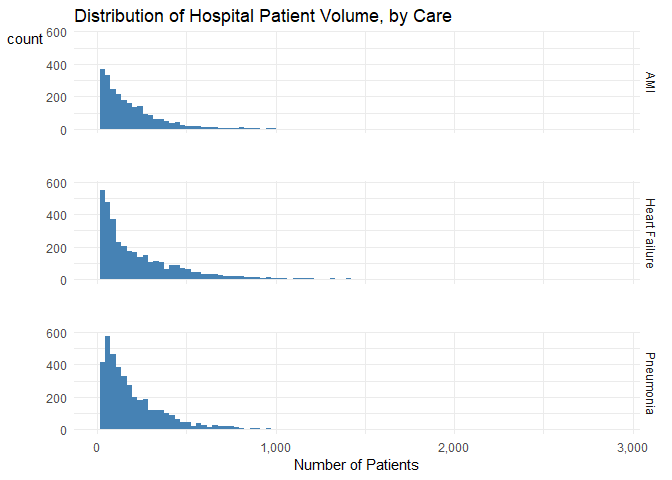 Distribution of Hospital Patient Volume, by Care
count
600
400
200
0
AMI
600
400
200
0
Heart Failure
600
400
200
0
Pneumonia
0 1,000 2,000 3,000
Number of Patients